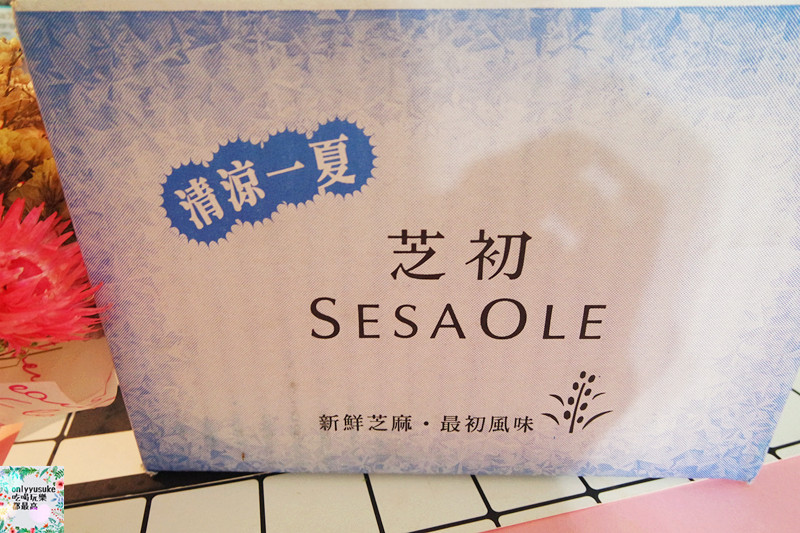 清涼一夏
芝初
SESAOLE
新鮮芝麻・最初風味
onlyyusuke
吃喝玩樂
都最高